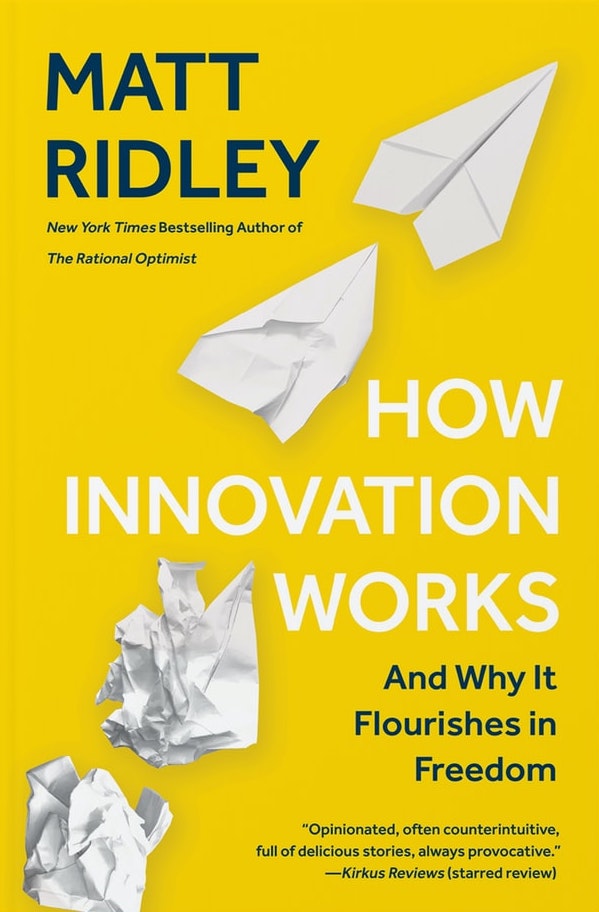 MATT
RIDLEY
New York Times Bestselling Author of
The Rational Optimist
HOW
INNOVATION
WORKS
And Why It
Flourishes in
Freedom
“Opinionated, often counterintuitive,
full of delicious stories, always provocative.”
—Kirkus Reviews (starred review)